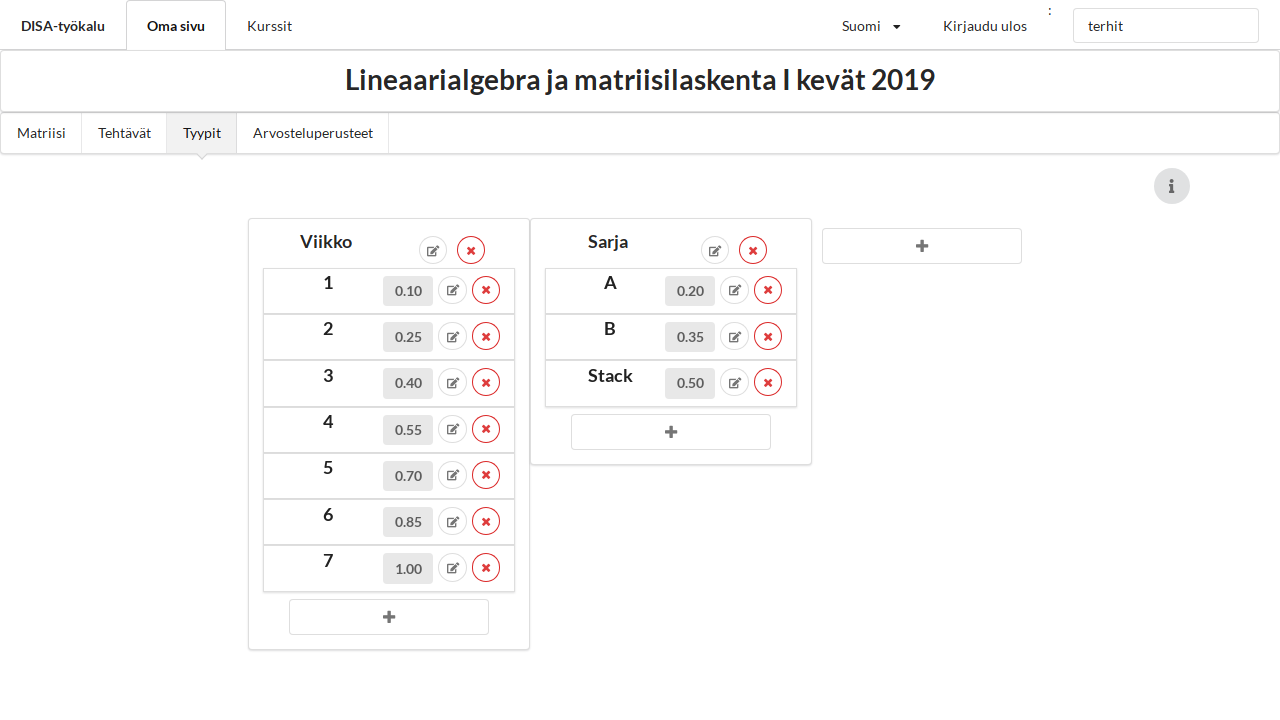 DISA-työkalu Oma sivu Kurssit Suomi Kirjaudu ulos : terhit
Lineaarialgebra ja matriisilaskenta I kevät 2019
Matriisi Tehtävät Tyypit Arvosteluperusteet
Viikko
1 0.10
2 0.25
3 0.40
4 0.55
5 0.70
6 0.85
7 1.00
Sarja
A 0.20
B 0.35
Stack 0.50